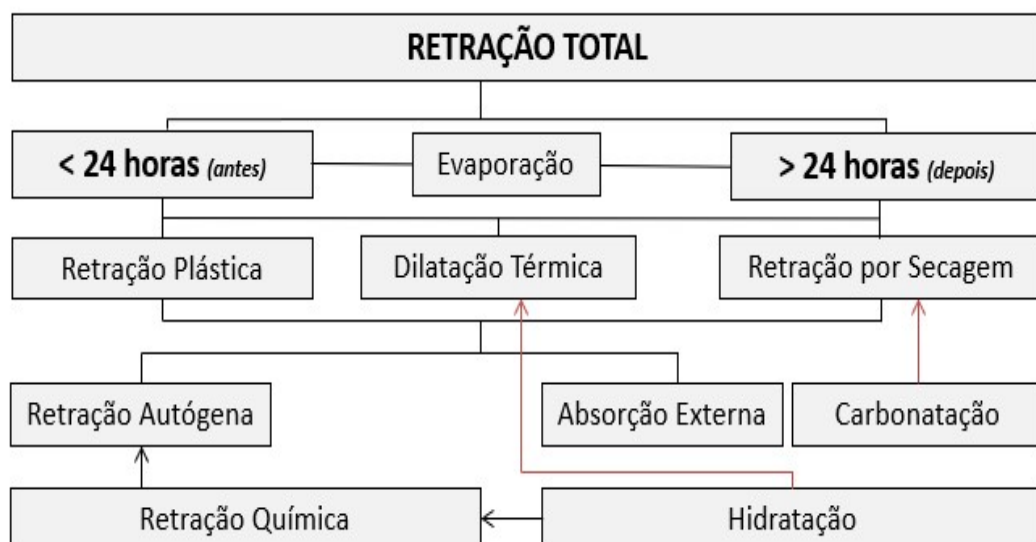 RETRAÇÃO TOTAL
< 24 horas (antes)
Evaporação
> 24 horas (depois)
Retração Plástica
Dilatação Térmica
Retração por Secagem
Retração Autógena
Absorção Externa
Carbonatação
Retração Química
Hidratação